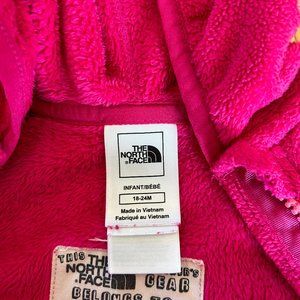 THE
NORTH
FACE
INFANT/BÉBÉ
18-24M
Made in Vietnam
Fabriqué au Vietnam
THIS THE
NORTH
FACE GEAR
BELONGS TO